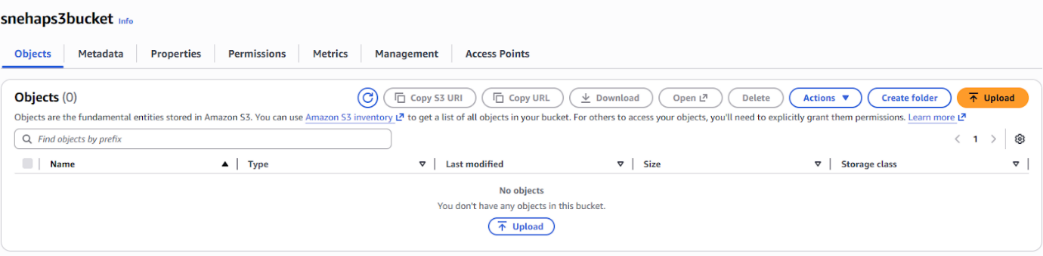 snehaps3bucket Info
Objects Metadata Properties Permissions Metrics Management Access Points
Objects (0) Copy S3 URI Copy URL Download Open Delete Actions Create folder Upload
Objects are the fundamental entities stored in Amazon S3. You can use Amazon S3 inventory to get a list of all objects in your bucket. For others to access your objects, you'll need to explicitly grant them permissions. Learn more
Find objects by prefix 1
Name Type Last modified Size Storage class
No objects
You don't have any objects in this bucket.
Upload